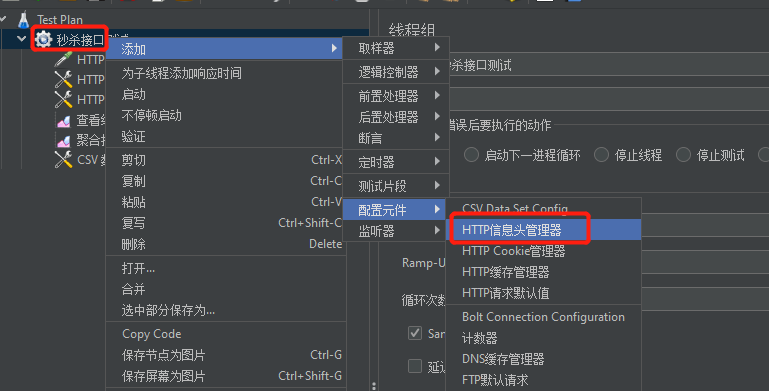 Test Plan
秒杀接口测试
HTTP
HTTP
HTTP
查看
聚合
CSV 数
添加
为子线程添加响应时间
启动
不停顿启动
验证
剪切 Ctrl-X
复制 Ctrl-C
粘贴 Ctrl-V
复写 Ctrl+Shift-C
删除 Delete
打开...
合并
选中部分保存为...
Copy Code
保存节点为图片 Ctrl-G
保存屏幕为图片 Ctrl+Shift-G
取样器
逻辑控制器
前置处理器
后置处理器
断言
定时器
测试片段
配置元件
监听器
CSV Data Set Config
HTTP信息头管理器
HTTP Cookie管理器
HTTP缓存管理器
HTTP请求默认值
Bolt Connection Configuration
计数器
DNS缓存管理器
FTP默认请求
线程组
秒杀接口测试
错误后要执行的动作
启动下一进程循环 停止线程 停止测试
Ramp-U
循环次数
Sam
延迟